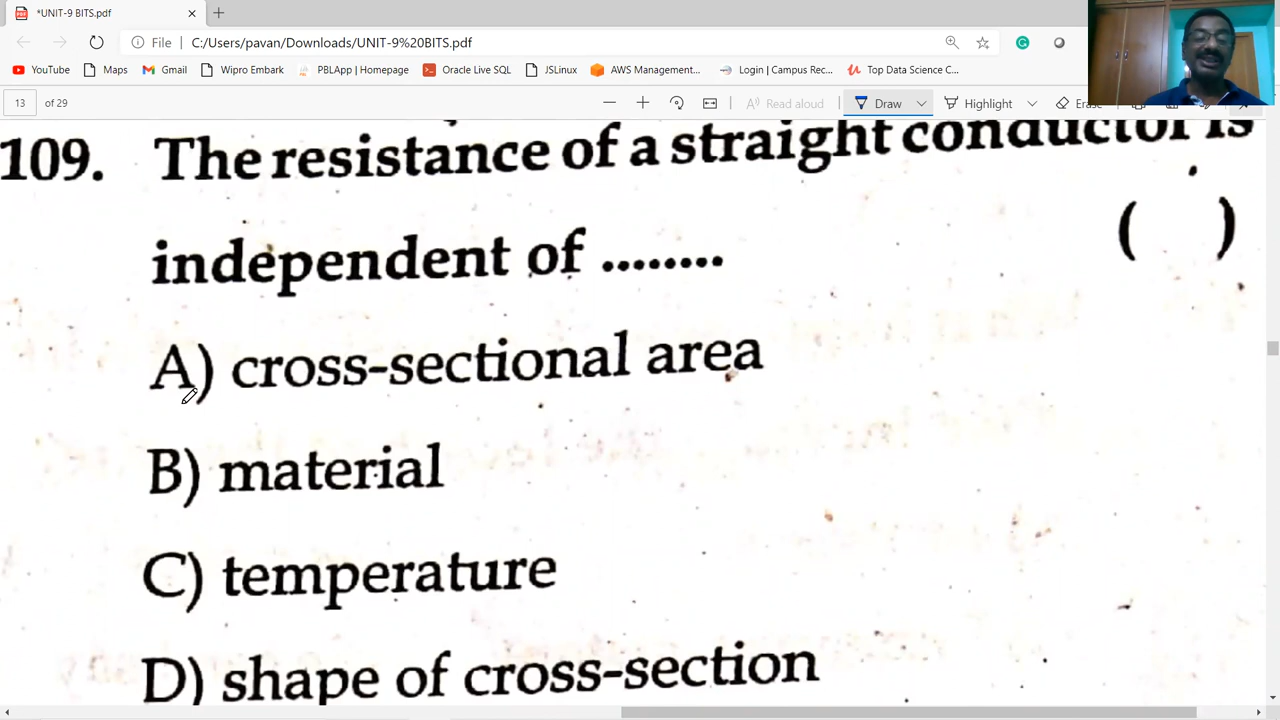 *UNIT-9 BITS.pdf
File C:/Users/pavan/Downloads/UNIT-9%20BITS.pdf
YouTube Maps Gmail Wipro Embark PBLApp | Homepage Oracle Live SQL JSLinux AWS Management... Login | Campus Rec... Top Data Science C...
13 of 29 Read aloud Draw Highlight Erase
109. The resistance of a straight conductor is
independent of ........ ( )
A) cross-sectional area
B) material
C) temperature
D) shape of cross-section